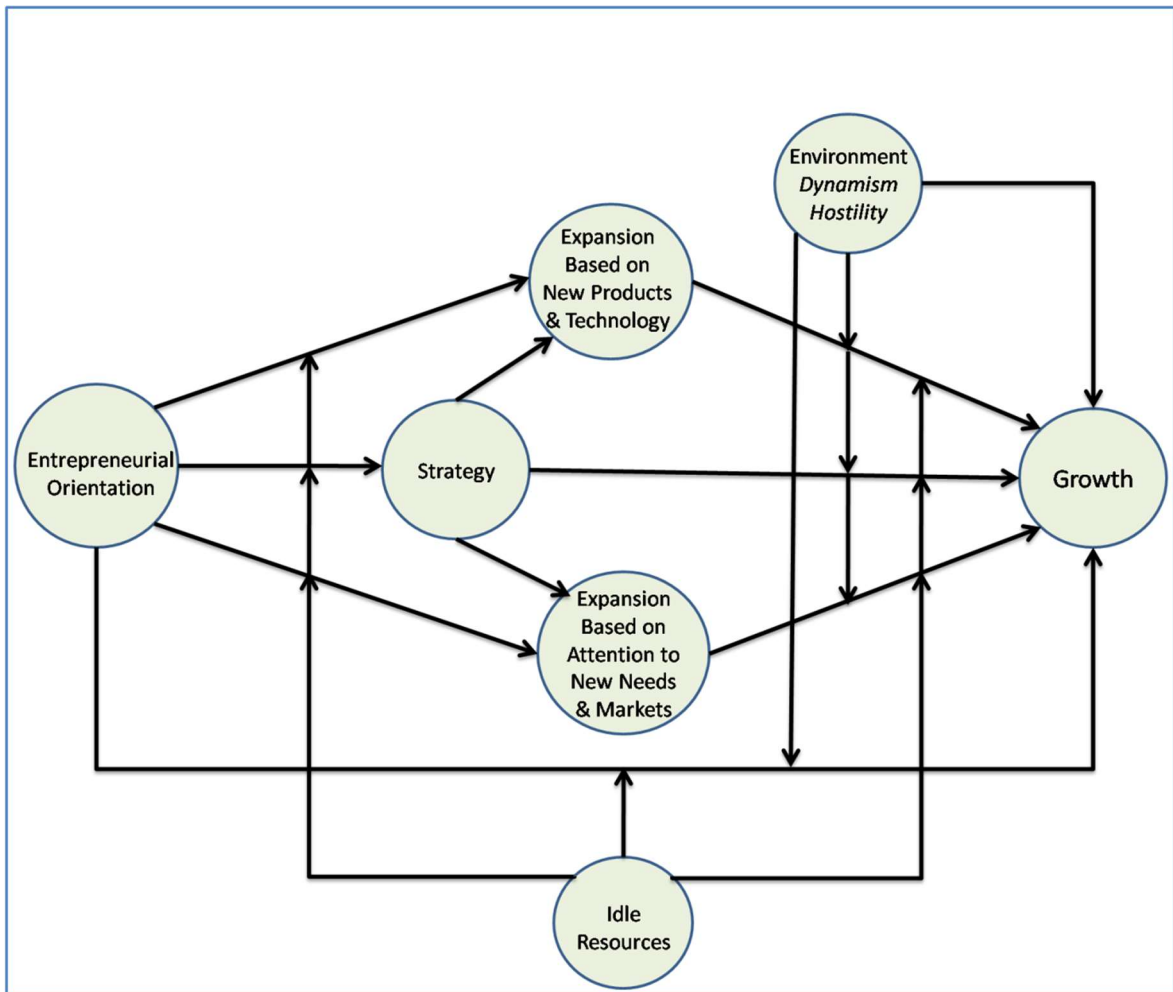 Environment
Dynamism
Hostility
Expansion
Based on
New Products
& Technology
Entrepreneurial
Orientation
Strategy
Growth
Expansion
Based on
Attention to
New Needs
& Markets
Idle
Resources